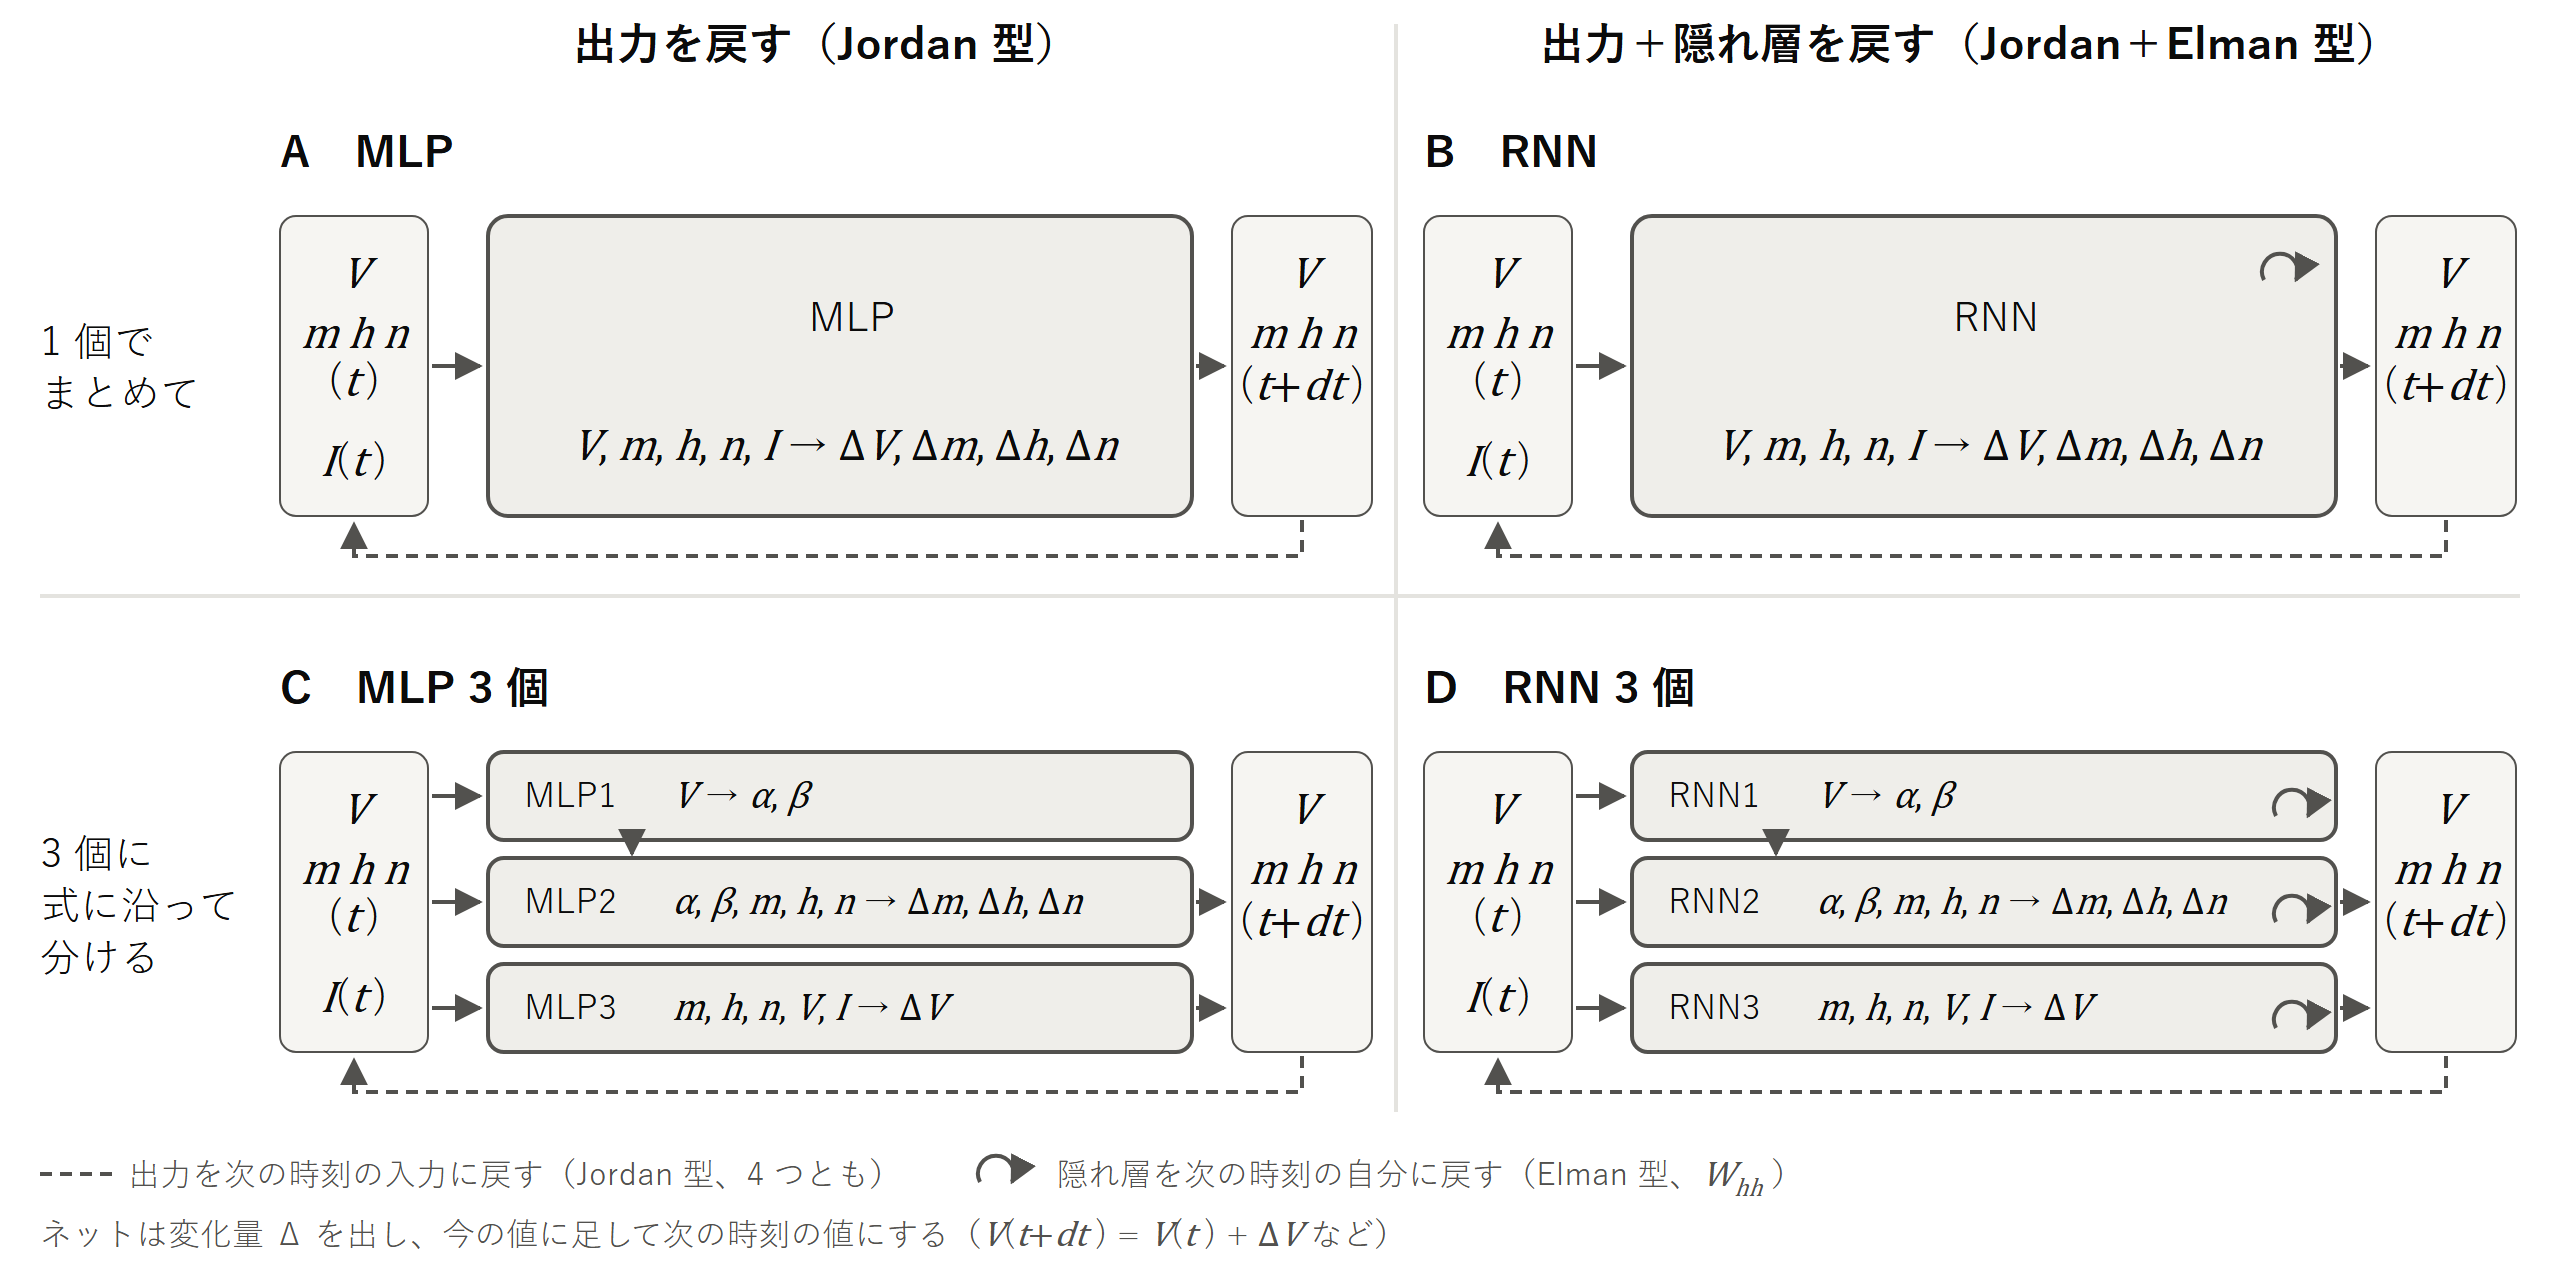 出力を戻す（Jordan 型）
出力＋隠れ層を戻す（Jordan＋Elman 型）
A MLP
B RNN
1 個で
まとめて
V
m h n
(t)
I(t)
MLP
V, m, h, n, I → ΔV, Δm, Δh, Δn
V
m h n
(t+dt)
V
m h n
(t)
I(t)
RNN
V, m, h, n, I → ΔV, Δm, Δh, Δn
V
m h n
(t+dt)
C MLP 3 個
D RNN 3 個
3 個に
式に沿って
分ける
V
m h n
(t)
I(t)
MLP1 V → α, β
MLP2 α, β, m, h, n → Δm, Δh, Δn
MLP3 m, h, n, V, I → ΔV
V
m h n
(t+dt)
V
m h n
(t)
I(t)
RNN1 V → α, β
RNN2 α, β, m, h, n → Δm, Δh, Δn
RNN3 m, h, n, V, I → ΔV
V
m h n
(t+dt)
出力を次の時刻の入力に戻す（Jordan 型、4 つとも）
隠れ層を次の時刻の自分に戻す（Elman 型、W_hh）
ネットは変化量 Δ を出し、今の値に足して次の時刻の値にする（V(t+dt) = V(t) + ΔV など）